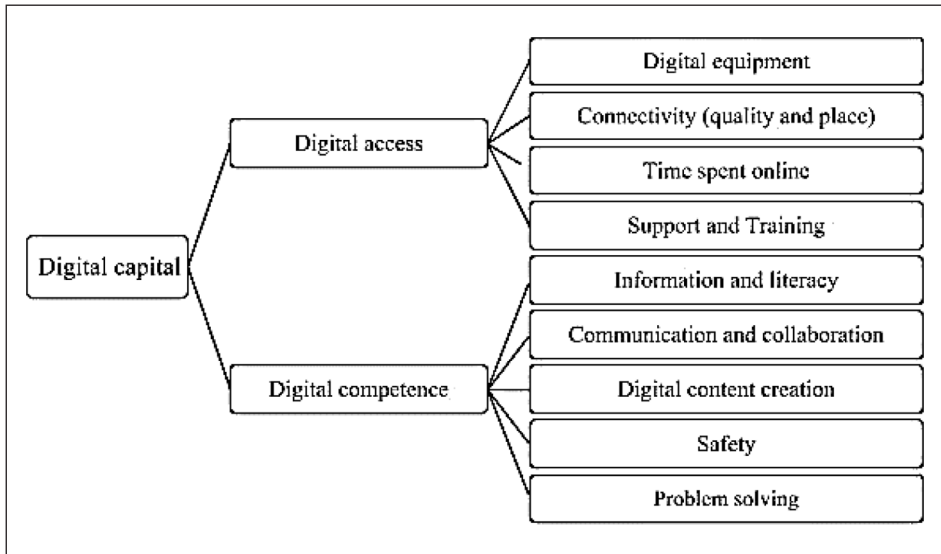 Digital capital
Digital access
Digital equipment
Connectivity (quality and place)
Time spent online
Support and Training
Digital competence
Information and literacy
Communication and collaboration
Digital content creation
Safety
Problem solving